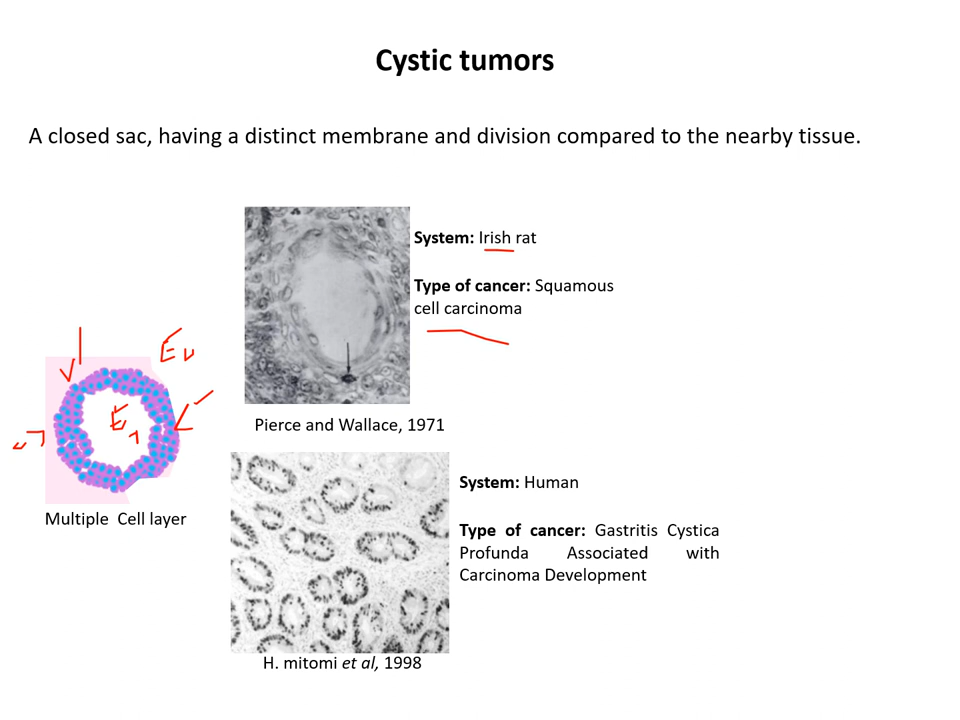 Cystic tumors
A closed sac, having a distinct membrane and division compared to the nearby tissue.
System: Irish rat
Type of cancer: Squamous
cell carcinoma
Pierce and Wallace, 1971
Multiple Cell layer
System: Human
Type of cancer: Gastritis Cystica
Profunda Associated with
Carcinoma Development
H. mitomi et al, 1998